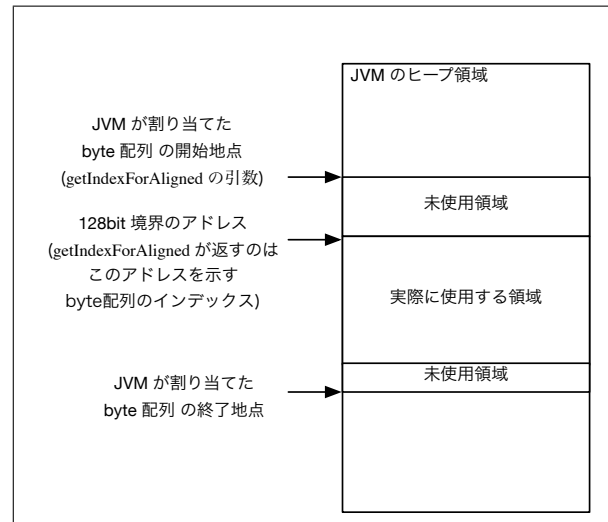 JVM のヒープ領域
JVM が割り当てた
byte 配列 の開始地点
(getIndexForAligned の引数)
未使用領域
128bit 境界のアドレス
(getIndexForAligned が返すのは
このアドレスを示す
byte配列のインデックス)
実際に使用する領域
未使用領域
JVM が割り当てた
byte 配列 の終了地点